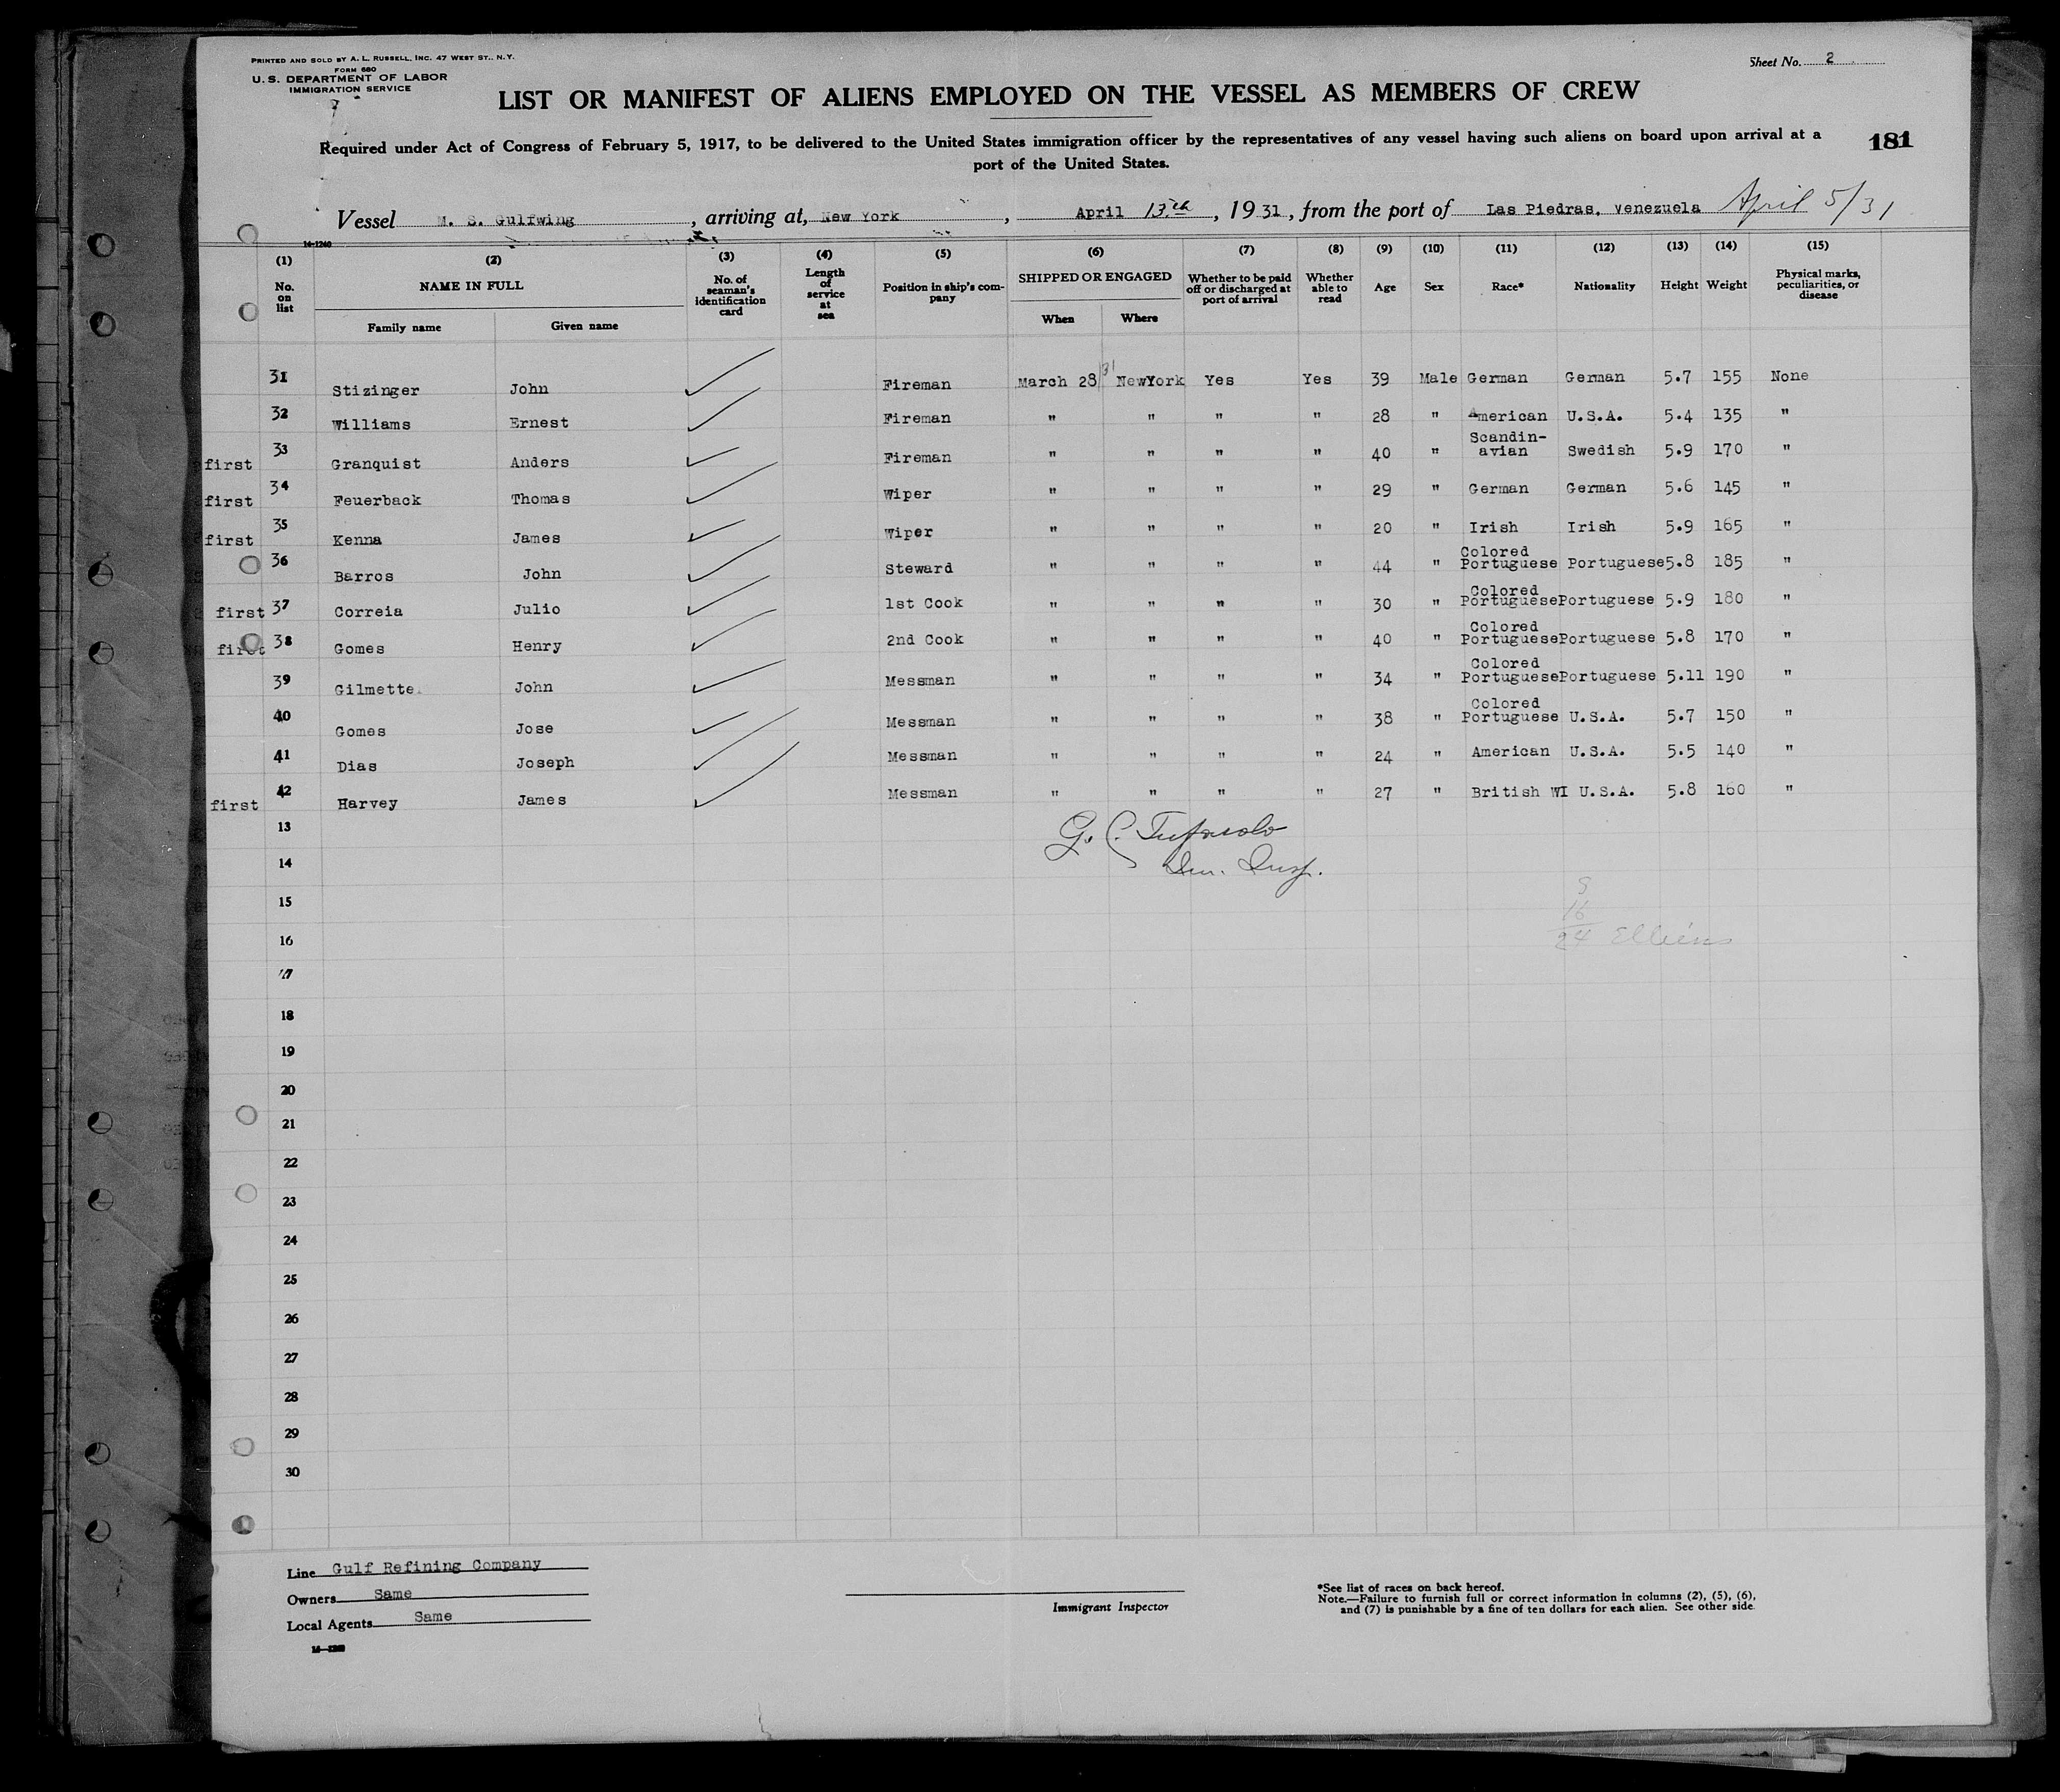 PRINTED AND SOLD BY A. L. RUSSELL, INC. 47 WEST ST., N.Y.
FORM 680
U. S. DEPARTMENT OF LABOR
IMMIGRATION SERVICE
Sheet No. 2
LIST OR MANIFEST OF ALIENS EMPLOYED ON THE VESSEL AS MEMBERS OF CREW
Required under Act of Congress of February 5, 1917, to be delivered to the United States immigration officer by the representatives of any vessel having such aliens on board upon arrival at a
port of the United States.
181
Vessel M. S. Gulfwing, arriving at, New York, April 13th, 1931, from the port of Las Piedras, Venezuela April 5/31
14-1240
(1) No. on list (2) NAME IN FULL Family name Given name (3) No. of seaman's identification card (4) Length of service at sea (5) Position in ship's company (6) SHIPPED OR ENGAGED When Where (7) Whether to be paid off or discharged at port of arrival (8) Whether able to read (9) Age (10) Sex (11) Race* (12) Nationality (13) Height (14) Weight (15) Physical marks, peculiarities, or disease
31 Stizinger John Fireman March 28 31 NewYork Yes Yes 39 Male German German 5.7 155 None
32 Williams Ernest Fireman " " " " 28 " American U.S.A. 5.4 135 "
first 33 Granquist Anders Fireman " " " " 40 " Scandin-avian Swedish 5.9 170 "
first 34 Feuerback Thomas Wiper " " " " 29 " German German 5.6 145 "
first 35 Kenna James Wiper " " " " 20 " Irish Irish 5.9 165 "
36 Barros John Steward " " " " 44 " Colored Portuguese Portuguese 5.8 185 "
first 37 Correia Julio 1st Cook " " " " 30 " Colored Portuguese Portuguese 5.9 180 "
first 38 Gomes Henry 2nd Cook " " " " 40 " Colored Portuguese Portuguese 5.8 170 "
39 Gilmette John Messman " " " " 34 " Colored Portuguese Portuguese 5.11 190 "
40 Gomes Jose Messman " " " " 38 " Colored Portuguese U.S.A. 5.7 150 "
41 Dias Joseph Messman " " " " 24 " American U.S.A. 5.5 140 "
first 42 Harvey James Messman " " " " 27 " British WI U.S.A. 5.8 160 "
13
G. C.
14
Imm. Insp.
15
16
24
17
18
19
20
21
22
23
24
25
26
27
28
29
30
Line Gulf Refining Company
Owners Same
Local Agents Same
Immigrant Inspector
*See list of races on back hereof.
Note.—Failure to furnish full or correct information in columns (2), (5), (6),
and (7) is punishable by a fine of ten dollars for each alien. See other side.